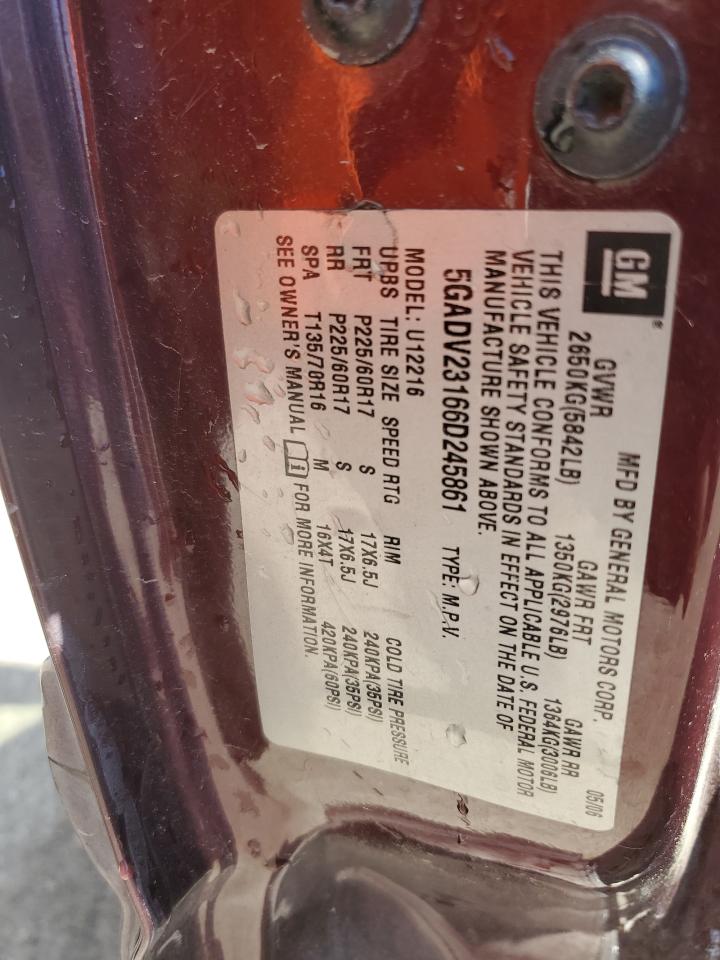 GM®
MFD BY GENERAL MOTORS CORP. 05/06
GVWR GAWR FRT GAWR RR
2650KG(5842LB) 1350KG(2976LB) 1364KG(3006LB)
THIS VEHICLE CONFORMS TO ALL APPLICABLE U.S. FEDERAL MOTOR
VEHICLE SAFETY STANDARDS IN EFFECT ON THE DATE OF
MANUFACTURE SHOWN ABOVE.
5GADV23166D245861 TYPE: M.P.V.
MODEL: U12216
UPBS TIRE SIZE SPEED RTG RIM COLD TIRE PRESSURE
FRT P225/60R17 S 17X6.5J 240KPA(35PSI)
RR P225/60R17 S 17X6.5J 240KPA(35PSI)
SPA T135/70R16 M 16X4T 420KPA(60PSI)
SEE OWNER'S MANUAL FOR MORE INFORMATION.